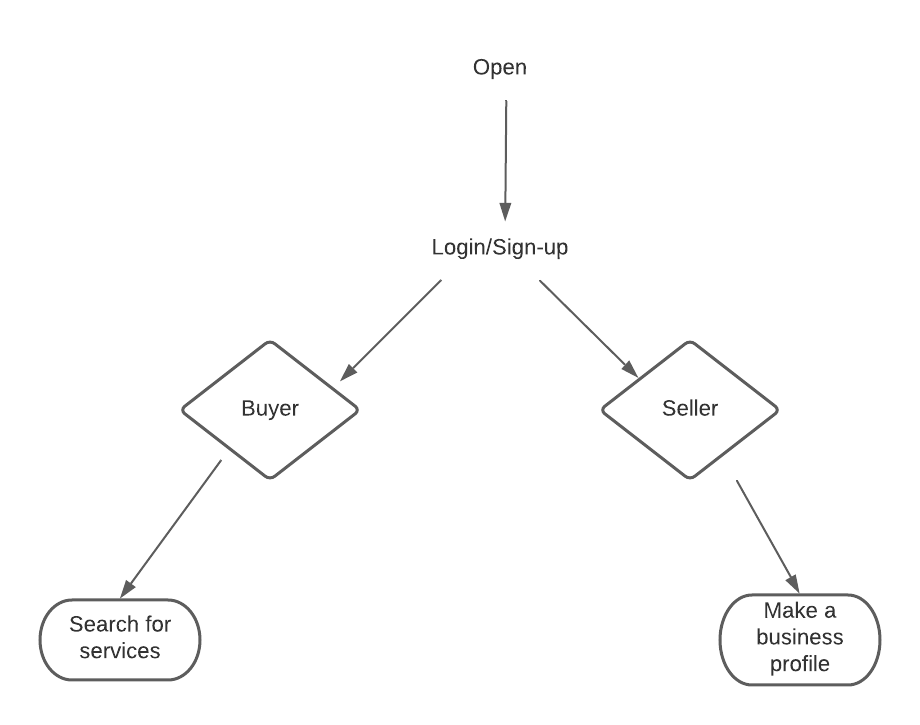 Open
Login/Sign-up
Buyer
Seller
Search for
services
Make a
business
profile